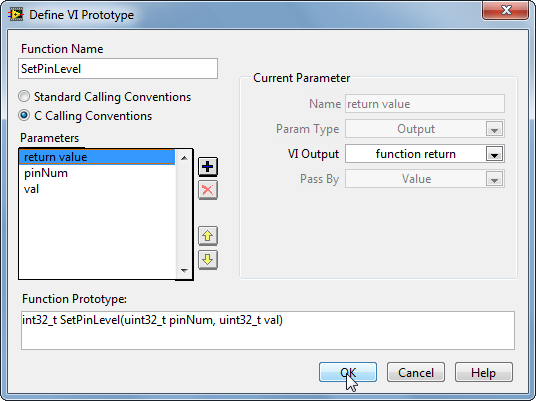 Define VI Prototype
Function Name
SetPinLevel
Standard Calling Conventions
C Calling Conventions
Parameters
return value
pinNum
val
Current Parameter
Name return value
Param Type Output
VI Output function return
Pass By Value
Function Prototype:
int32_t SetPinLevel(uint32_t pinNum, uint32_t val)
OK Cancel Help